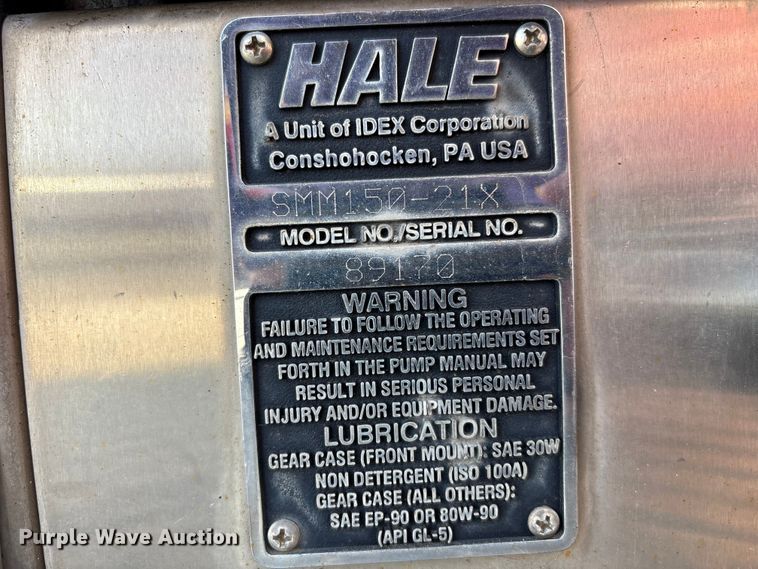 HALE
A Unit of IDEX Corporation
Conshohocken, PA USA
SMM150-21X
MODEL NO./SERIAL NO.
89170
WARNING
FAILURE TO FOLLOW THE OPERATING
AND MAINTENANCE REQUIREMENTS SET
FORTH IN THE PUMP MANUAL MAY
RESULT IN SERIOUS PERSONAL
INJURY AND/OR EQUIPMENT DAMAGE.
LUBRICATION
GEAR CASE (FRONT MOUNT): SAE 30W
NON DETERGENT (ISO 100A)
GEAR CASE (ALL OTHERS):
SAE EP-90 OR 80W-90
(API GL-5)
Purple Wave Auction